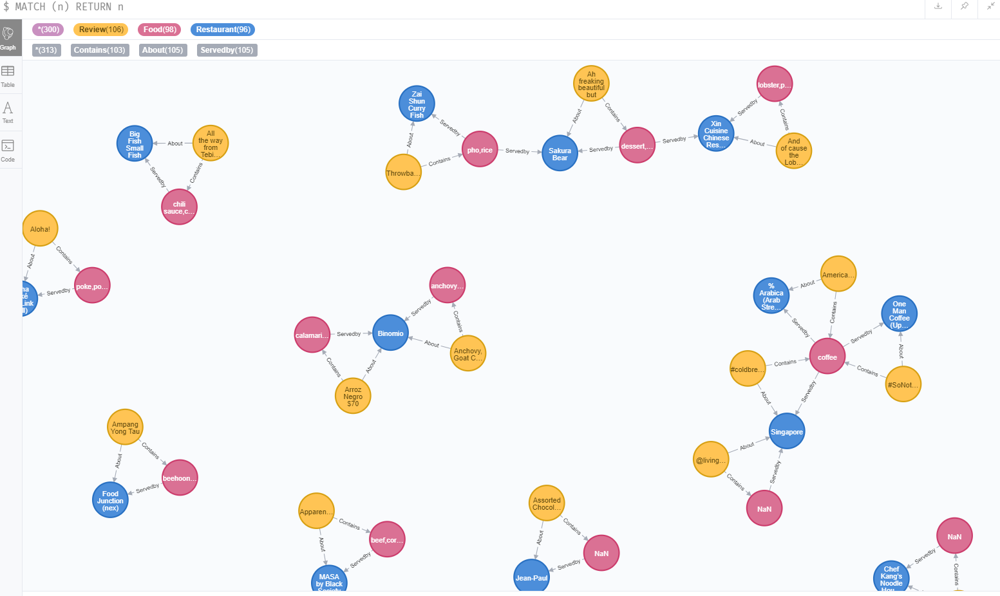 $ MATCH (n) RETURN n
*(300) Review(106) Food(98) Restaurant(96)
*(313) Contains(103) About(105) Servedby(105)
Graph
Table
Text
Code
Ah
freaking
beautiful
but
About
Contains
lobster,p...
Servedby
Contains
Zai
Shun
Curry
Fish
Servedby
About
Contains
Throwba...
pho,rice
Servedby
Sakura
Bear
Servedby
dessert,...
Servedby
Xin
Cuisine
Chinese
Res...
About
And
of cause
the
Lob...
Big
Fish
Small
Fish
About
All
the way
from
Tebi...
Servedby
Contains
chili
sauce,c...
Aloha!
Contains
About
poke,po...
Servedby
na
ké
Link
ll)
anchovy...
Servedby
Contains
calamari...
Servedby
Binomio
About
Anchovy,
Goat C...
Contains
About
Arroz
Negro
$70
America...
About
%
Arabica
(Arab
Stre...
Contains
Servedby
One
Man
Coffee
(Up...
Servedby
About
coffee
#coldbre...
Contains
Contains
#SoNot...
About
Servedby
Singapore
About
@living...
Contains
Servedby
NaN
Ampang
Yong Tau
Contains
About
beehoon...
Servedby
Food
Junction
(nex)
Apparen...
Contains
About
beef,cor...
Servedby
MASA
by Black
Society
Assorted
Chocol...
Contains
About
NaN
Servedby
Jean-Paul
NaN
Servedby
Contains
Chef
Kang's
Noodle
Hou...